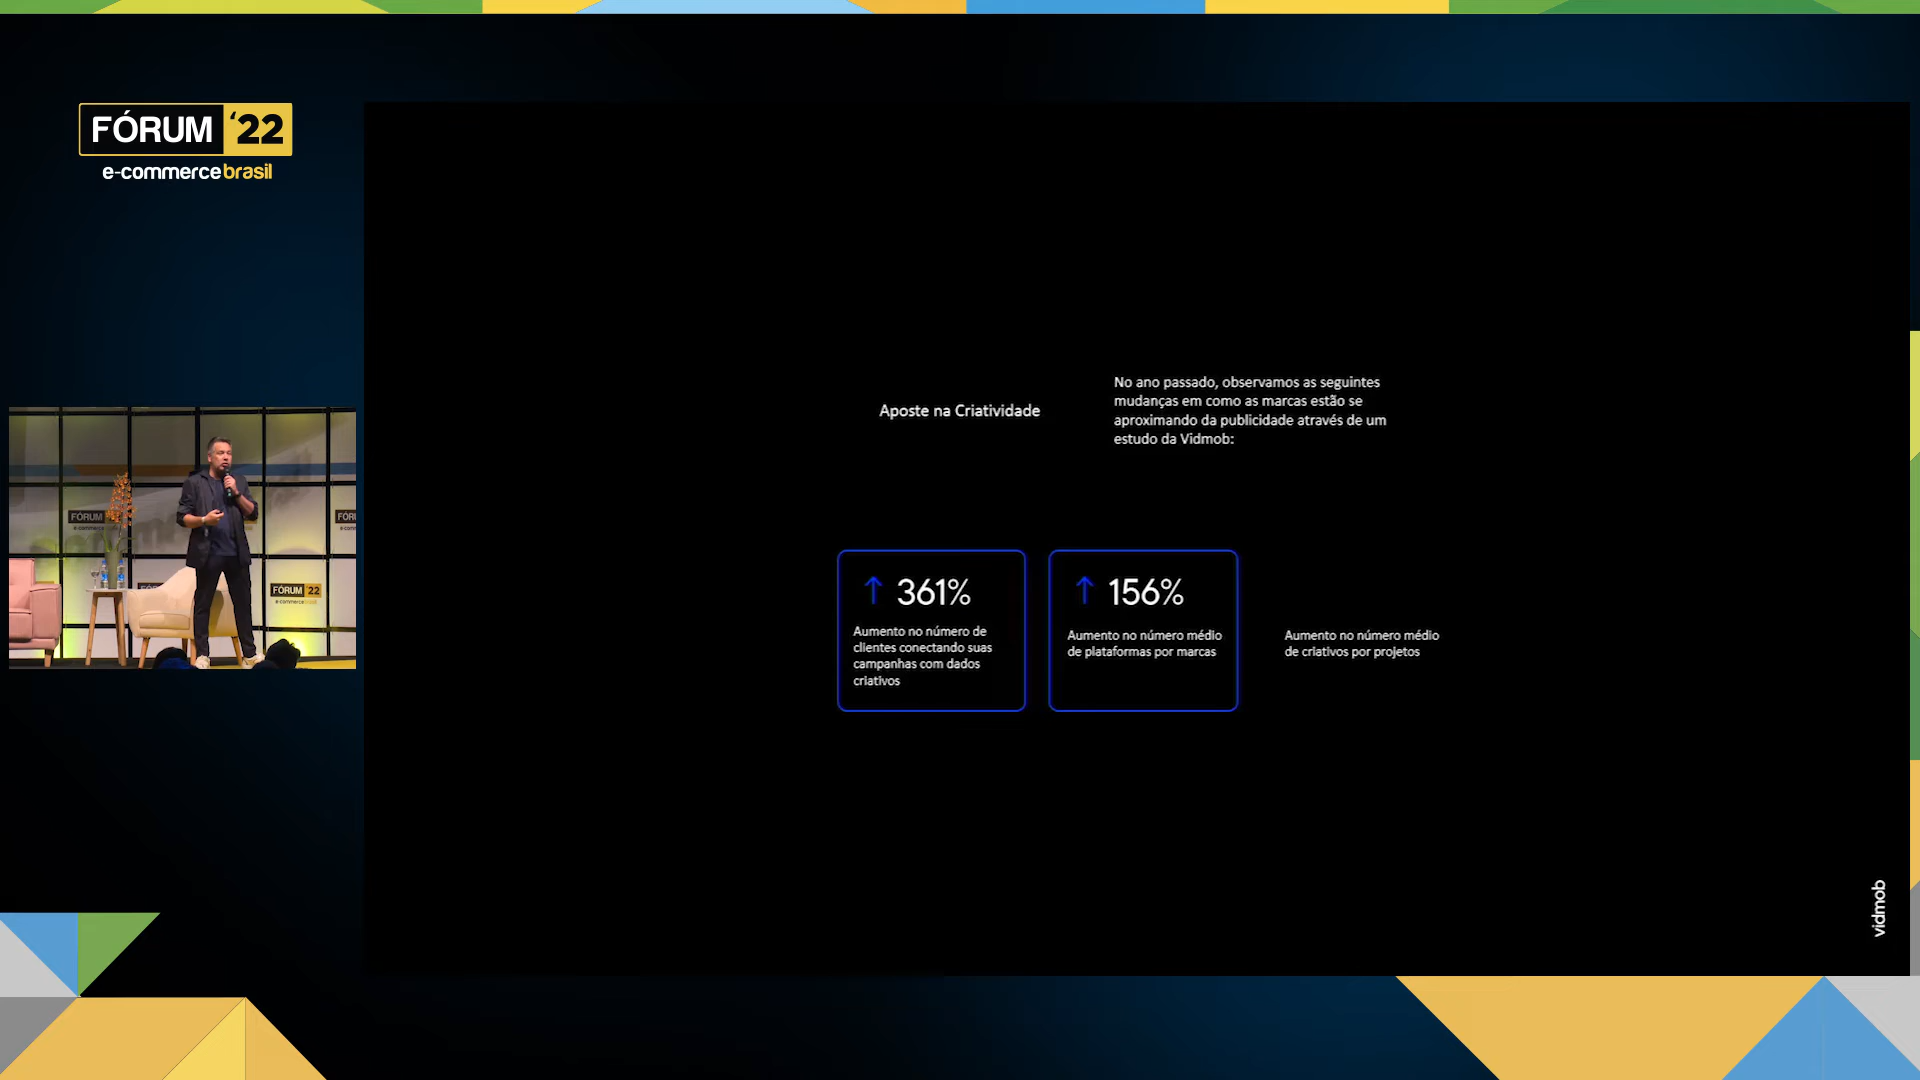 FÓRUM '22
e-commercebrasil
Aposte na Criatividade
No ano passado, observamos as seguintes
mudanças em como as marcas estão se
aproximando da publicidade através de um
estudo da Vidmob:
↑ 361%
Aumento no número de
clientes conectando suas
campanhas com dados
criativos
↑ 156%
Aumento no número médio
de plataformas por marcas
Aumento no número médio
de criativos por projetos
vidmob
FÓRUM
FÓRUM 22
e-commercebrasil